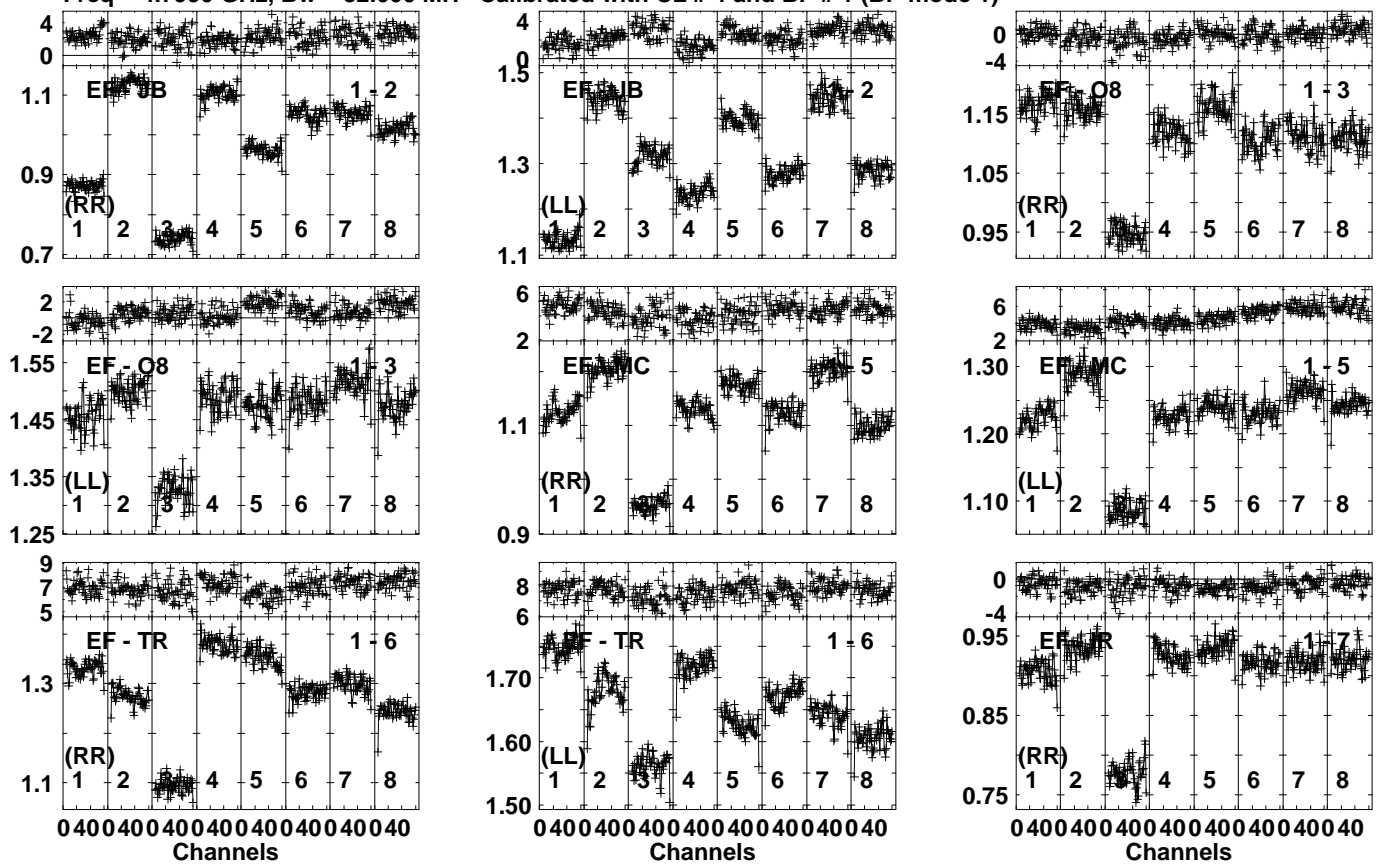 4 4 0
0 0 -4
1.1 EF - JB 1 - 2 1.5 1 - 2 1.15 EF - O8 1 - 3
0.9 1.3 1.05
(RR) (LL) (RR)
1 2 3 4 5 6 7 8 1 2 3 4 5 6 7 8 1 2 4 5 6 7 8
0.7 1.1 0.95
2 6 6
-2 2 2
1.55 EF - O8 1 - 3 EF - MC 1 - 5 1.30 EF - MC 1 - 5
1.45 1.1 1.20
1.35 (LL) (RR) 1.10 (LL)
1 2 3 4 5 6 7 8 1 2 3 4 5 6 7 8 1 2 3 4 5 6 7 8
1.25 0.9
9 8 0
7 6 -4
5
EF - TR 1 - 6 EF - TR 1 - 6 0.95 1 - 7
1.3 1.70 0.85
1.60
(RR) (LL) (RR)
1 2 3 4 5 6 7 8 1 2 3 4 5 6 7 8 1 2 3 4 5 6 7 8
1.1 1.50 0.75
0 40 0 40 0 40 0 40 0 40 0 40 0 40 0 40 0 40 0 40 0 40 0 40 0 40 0 40 0 40 0 40 0 40 0 40 0 40 0 40 0 40 0 40 0 40 0 40
Channels Channels Channels